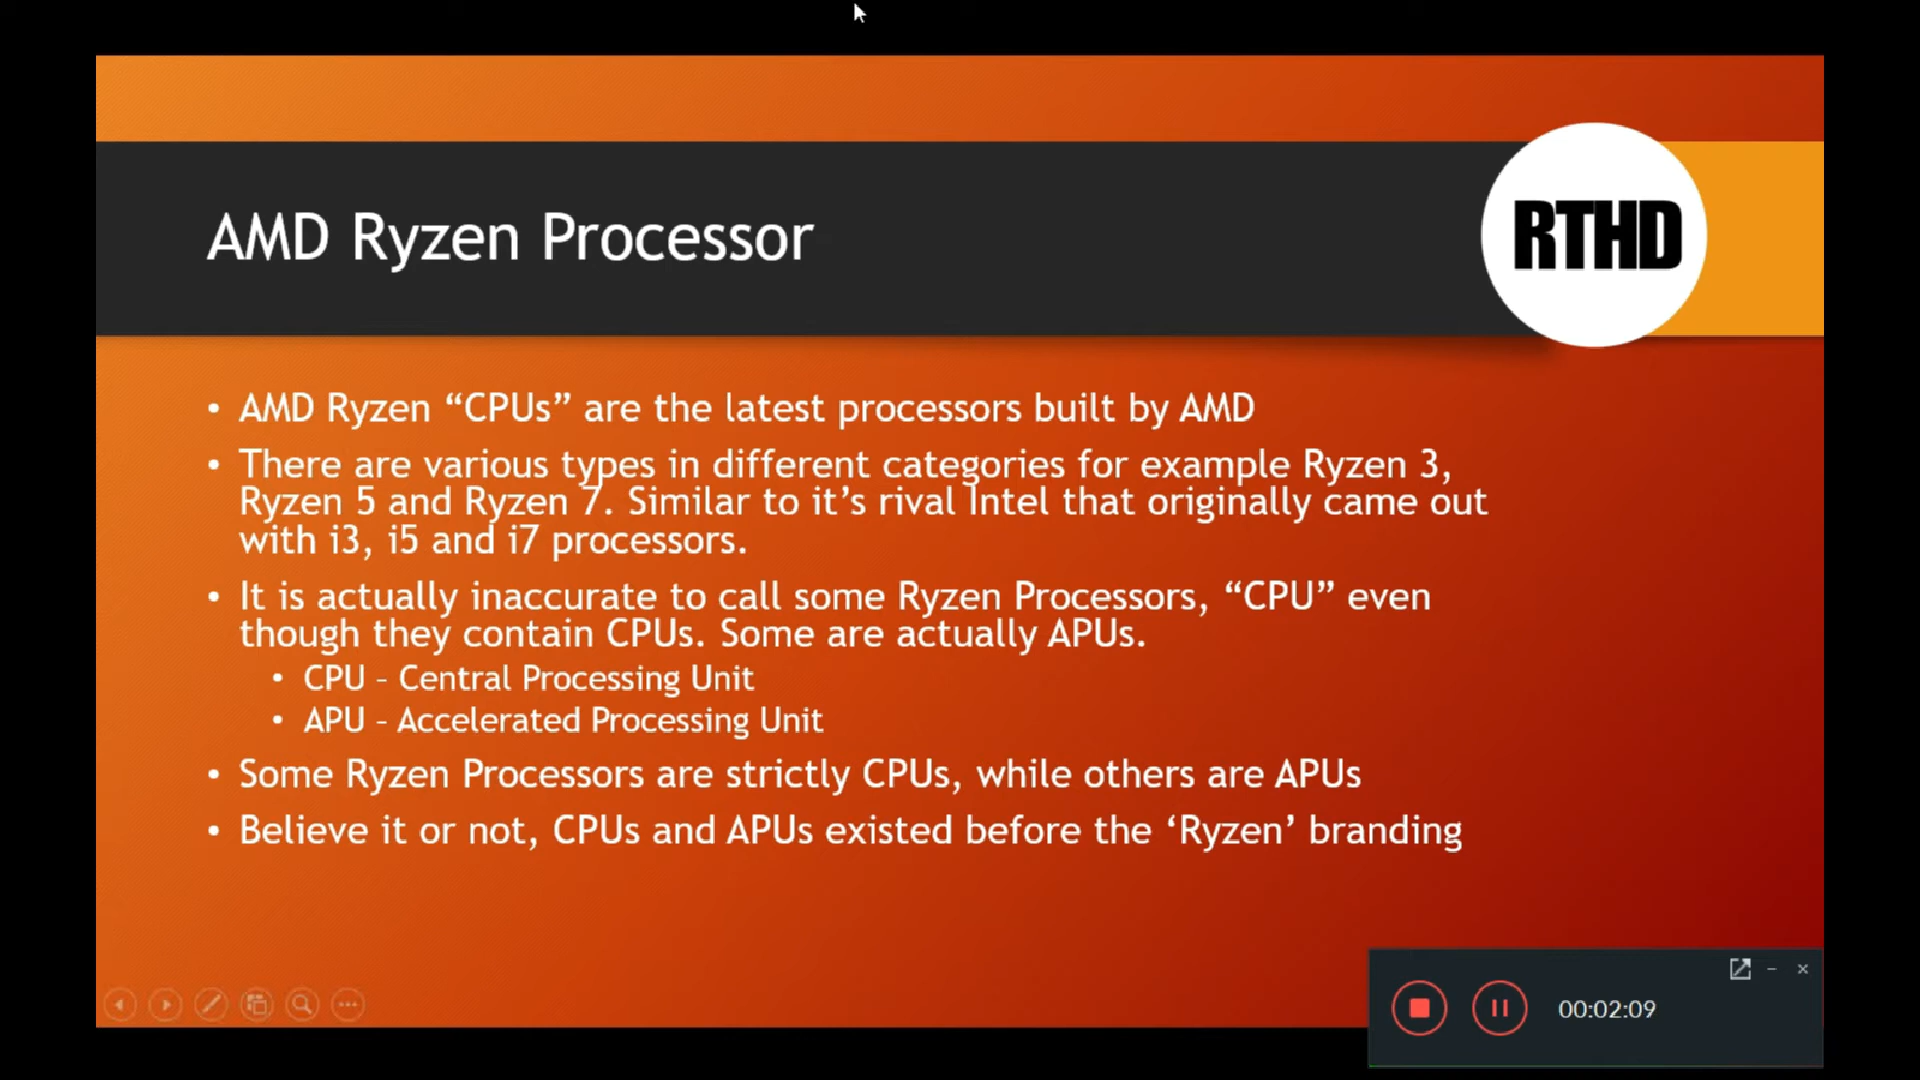 AMD Ryzen Processor
RTHD
• AMD Ryzen “CPUs” are the latest processors built by AMD
• There are various types in different categories for example Ryzen 3,
Ryzen 5 and Ryzen 7. Similar to it’s rival Intel that originally came out
with i3, i5 and i7 processors.
• It is actually inaccurate to call some Ryzen Processors, “CPU” even
though they contain CPUs. Some are actually APUs.
• CPU – Central Processing Unit
• APU – Accelerated Processing Unit
• Some Ryzen Processors are strictly CPUs, while others are APUs
• Believe it or not, CPUs and APUs existed before the ‘Ryzen’ branding
00:02:09